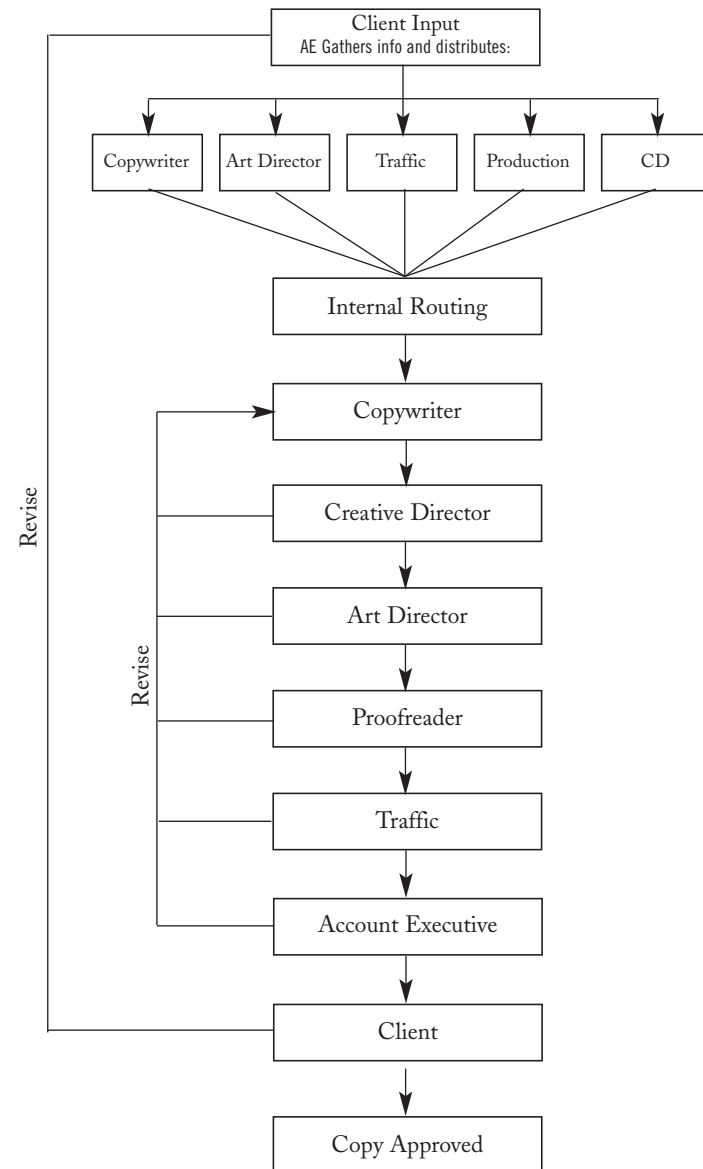 Client Input
AE Gathers info and distributes:
Copywriter
Art Director
Traffic
Production
CD
Internal Routing
Copywriter
Creative Director
Art Director
Proofreader
Traffic
Account Executive
Client
Copy Approved
Revise
Revise